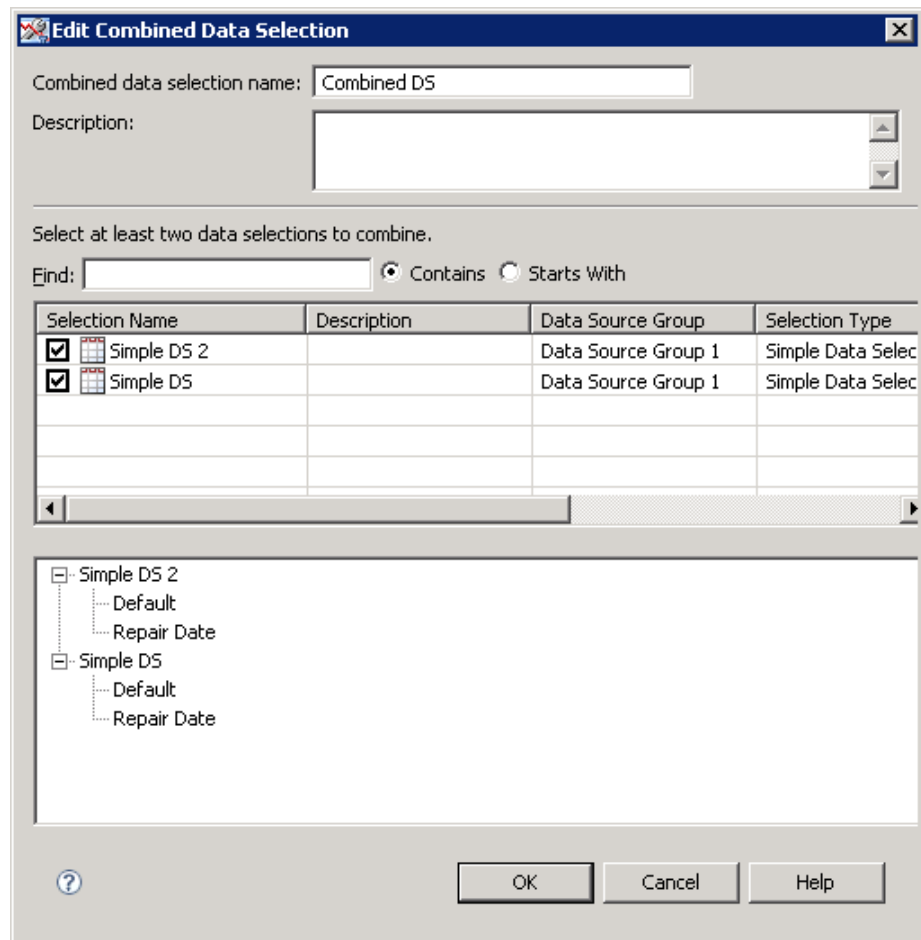 Edit Combined Data Selection
Combined data selection name: Combined DS
Description:
Select at least two data selections to combine.
Find: Contains Starts With
Selection Name Description Data Source Group Selection Type
Simple DS 2 Data Source Group 1 Simple Data Selec
Simple DS Data Source Group 1 Simple Data Selec
Simple DS 2
Default
Repair Date
Simple DS
Default
Repair Date
? OK Cancel Help